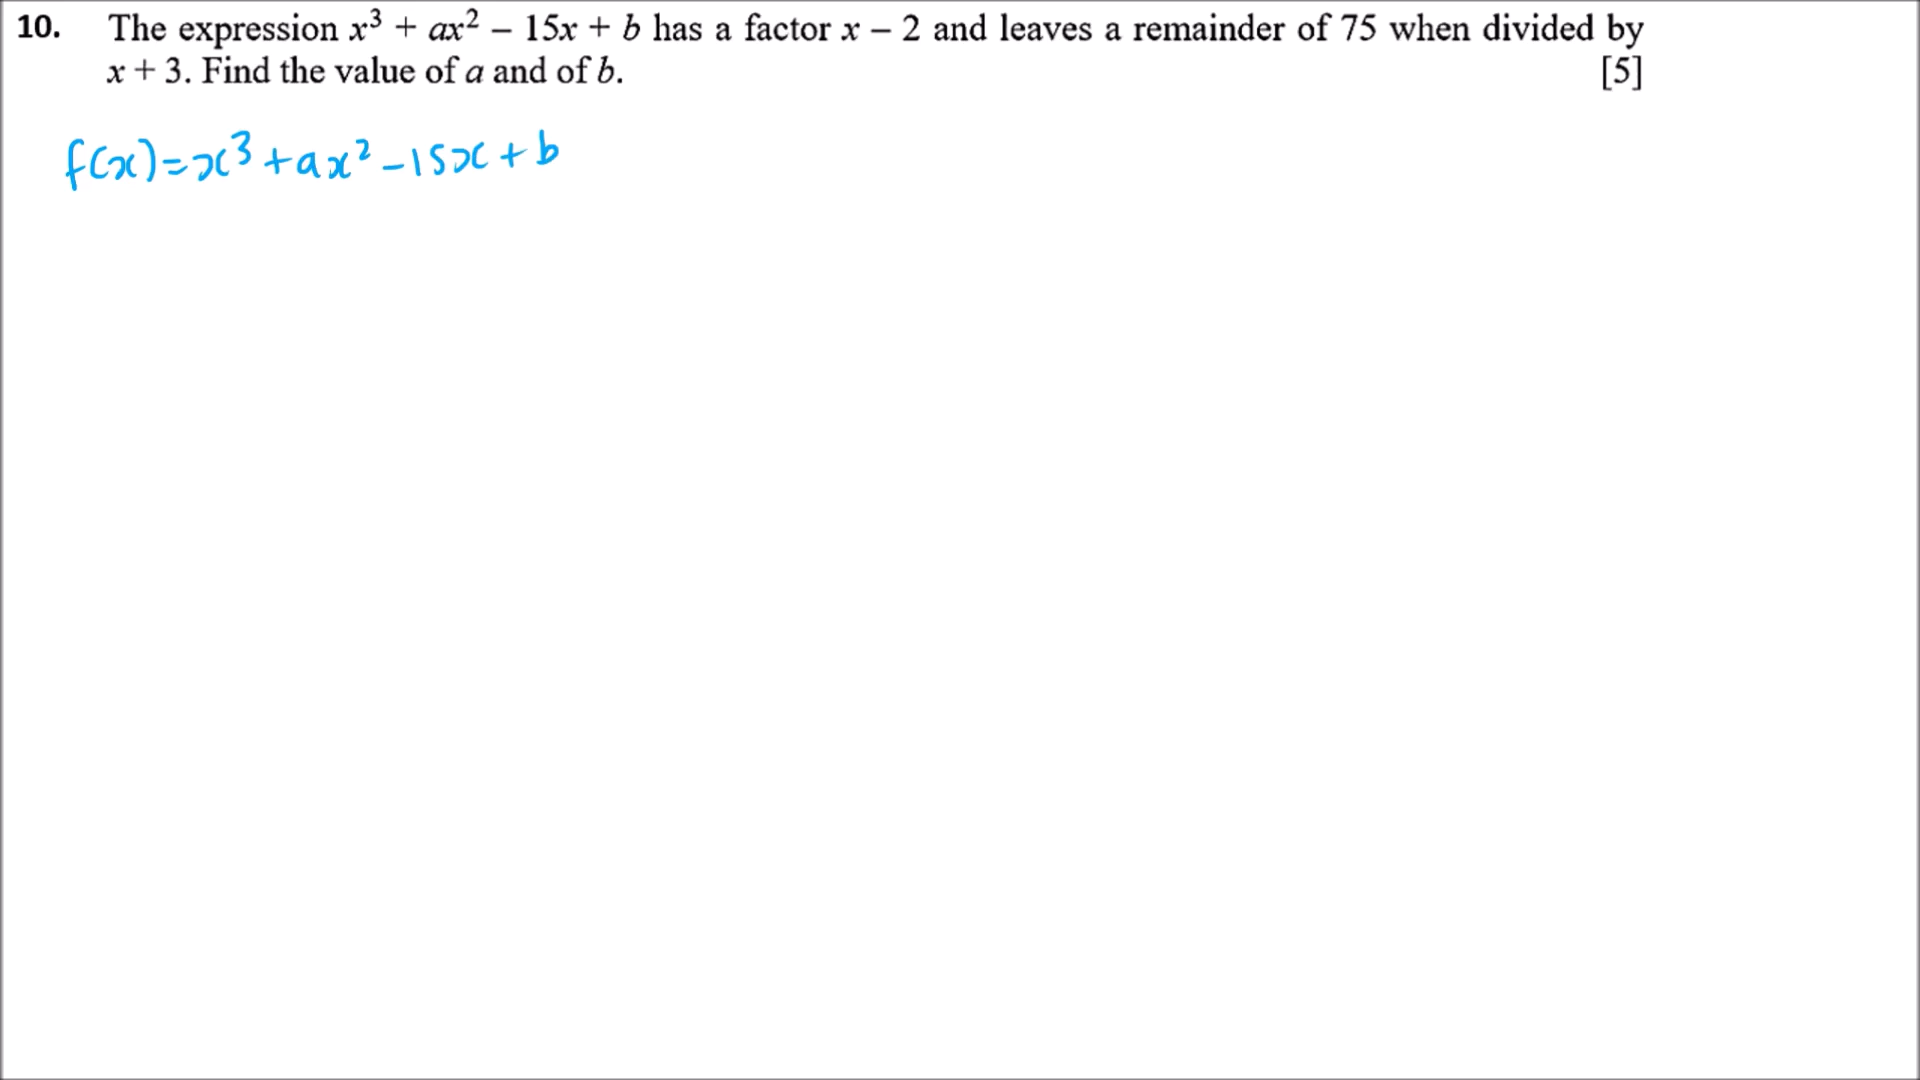 10. The expression x³ + ax² – 15x + b has a factor x – 2 and leaves a remainder of 75 when divided by
x + 3. Find the value of a and of b. [5]
f(x)=x³+ax²-15x+b